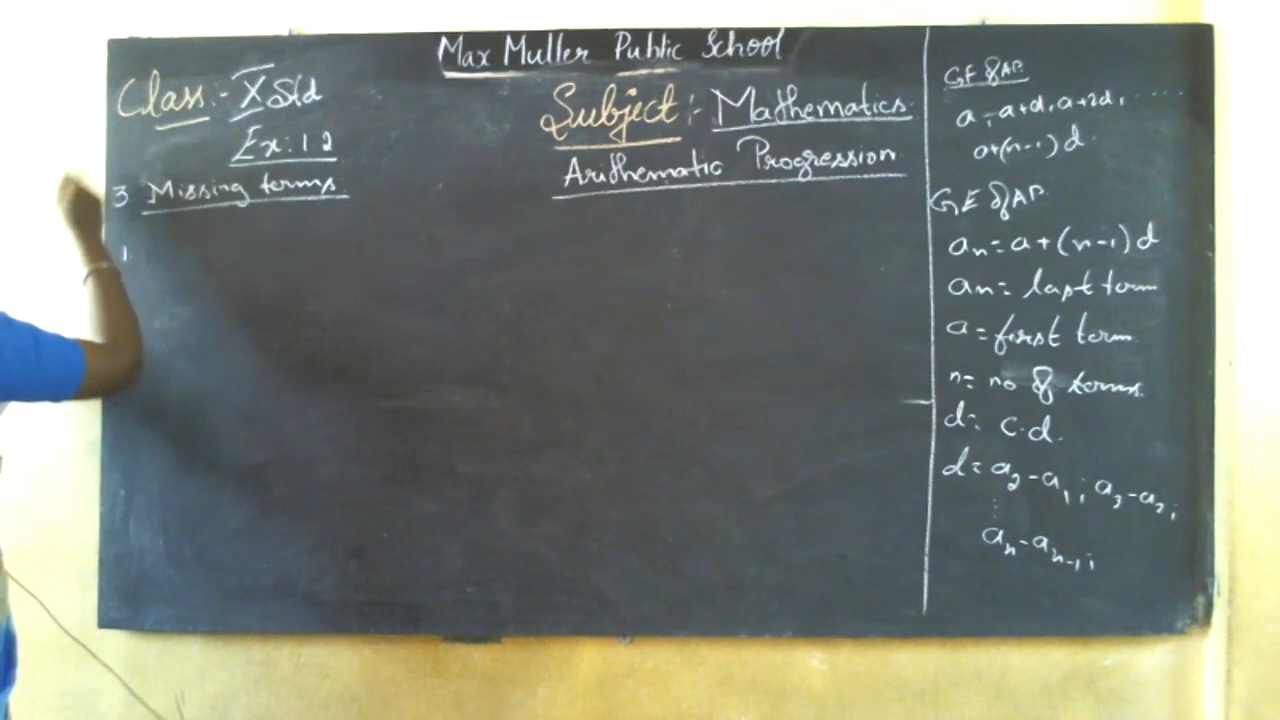 Max Muller Public School
Class:- X Std
Subject:- Mathematics.
Ex: 1.2
Arithematic Progression
3 Missing terms.
1.
GF of AP.
a, a+d, a+2d, .....
a+(n-1)d.
GE of AP.
an = a+(n-1)d
an = last term
a = first term
n = no of terms.
d = c.d.
d = a2-a1; a3-a2;
⋮
an-an-1;